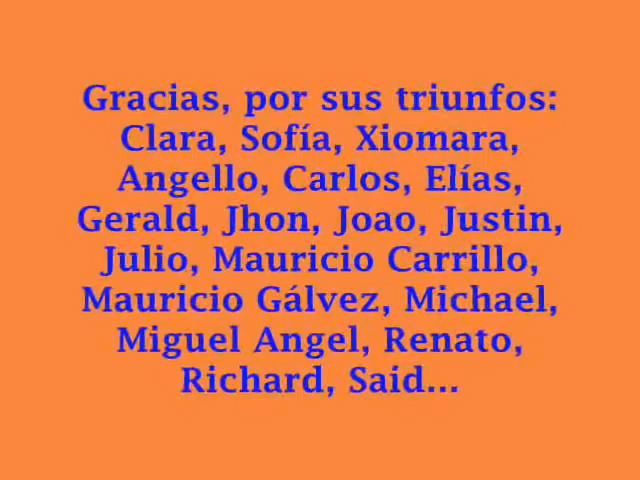 Gracias, por sus triunfos:
Clara, Sofía, Xiomara,
Angello, Carlos, Elías,
Gerald, Jhon, Joao, Justin,
Julio, Mauricio Carrillo,
Mauricio Gálvez, Michael,
Miguel Angel, Renato,
Richard, Said...